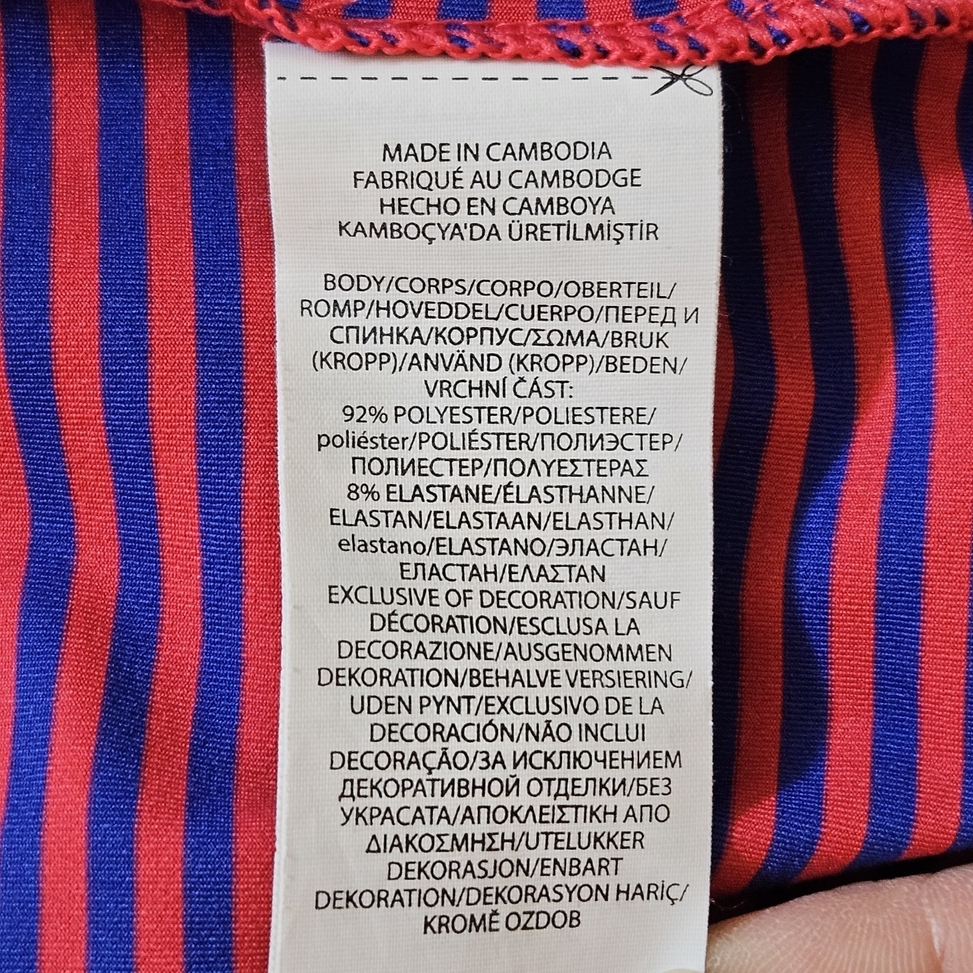 MADE IN CAMBODIA
FABRIQUÉ AU CAMBODGE
HECHO EN CAMBOYA
KAMBOÇYA'DA ÜRETİLMİŞTİR
BODY/CORPS/CORPO/OBERTEIL/
ROMP/HOVEDDEL/CUERPO/ПЕРЕД И
СПИНКА/КОРПУС/ΣΩΜΑ/BRUK
(KROPP)/ANVÄND (KROPP)/BEDEN/
VRCHNÍ ČÁST:
92% POLYESTER/POLIESTERE/
poliéster/POLIÉSTER/ПОЛИЭСТЕР/
ПОЛИЕСТЕР/ΠΟΛΥΕΣΤΕΡΑΣ
8% ELASTANE/ÉLASTHANNE/
ELASTAN/ELASTAAN/ELASTHAN/
elastano/ELASTANO/ЭЛАСТАН/
ЕЛАСТАН/ΕΛΑΣΤΑΝ
EXCLUSIVE OF DECORATION/SAUF
DÉCORATION/ESCLUSA LA
DECORAZIONE/AUSGENOMMEN
DEKORATION/BEHALVE VERSIERING/
UDEN PYNT/EXCLUSIVO DE LA
DECORACIÓN/NÃO INCLUI
DECORAÇÃO/ЗА ИСКЛЮЧЕНИЕМ
ДЕКОРАТИВНОЙ ОТДЕЛКИ/БЕЗ
УКРАСАТА/ΑΠΟΚΛΕΙΣΤΙΚΗ ΑΠΟ
ΔΙΑΚΟΣΜΗΣΗ/UTELUKKER
DEKORASJON/ENBART
DEKORATION/DEKORASYON HARİÇ/
KROMĚ OZDOB